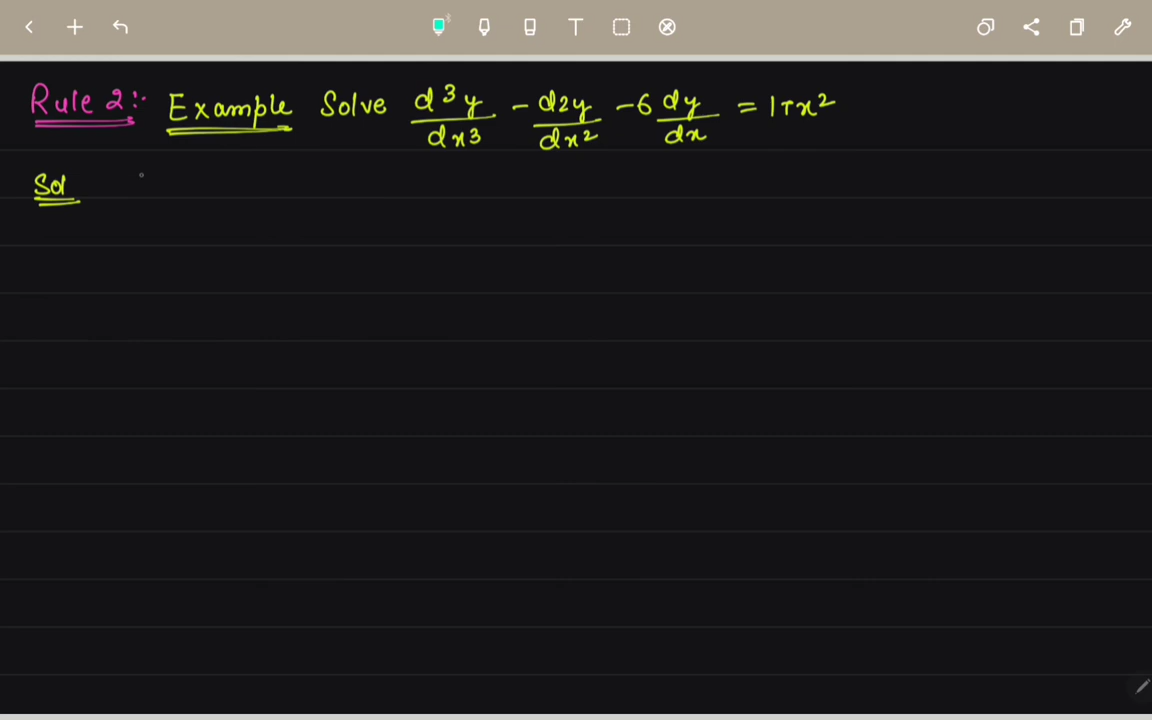 Rule 2:- Example Solve d³y/dx3 - d2y/dx² - 6 dy/dx = 1+x²
Sol